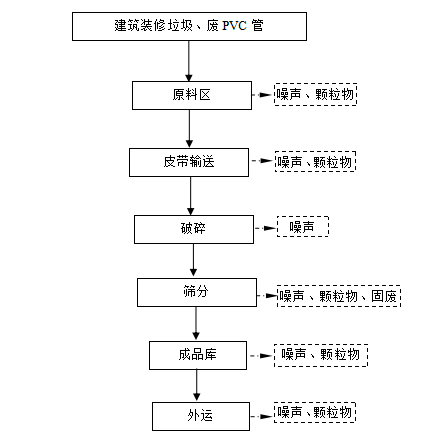 建筑装修垃圾、废 PVC 管
原料区
噪声、颗粒物
皮带输送
噪声、颗粒物
破碎
噪声
筛分
噪声、颗粒物、固废
成品库
噪声、颗粒物
外运
噪声、颗粒物